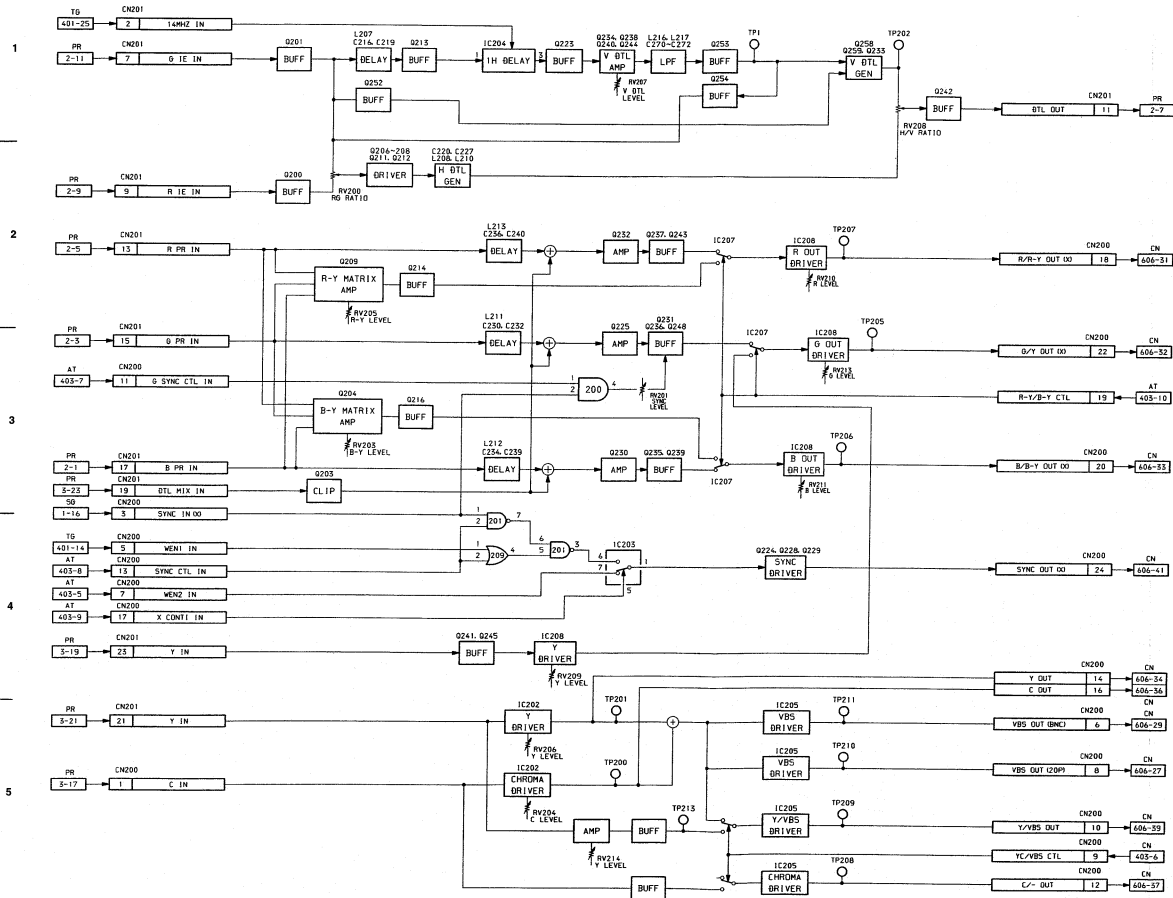 TG CN201
401-25 2 14MHZ IN
1
PR CN201
2-11 7 G IE IN
Q201
BUFF
L207
C216, C219
DELAY
Q213
BUFF
IC204
1 1H DELAY 3
Q223
BUFF
Q234, Q238
Q240, Q244
V DTL
AMP
RV207
V DTL
LEVEL
L216, L217
C270~C272
LPF
Q253
BUFF
TP1
Q254
BUFF
Q258
Q259, Q233
V DTL
GEN
TP202
Q252
BUFF
RV208
H/V RATIO
Q242
BUFF
CN201 PR
DTL OUT 11 2-7
PR CN201
2-9 9 R IE IN
Q200
BUFF
RV200
RG RATIO
Q206~208
Q211, Q212
DRIVER
C220, C227
L208, L210
H DTL
GEN
2
PR CN201
2-5 13 R PR IN
Q209
R-Y MATRIX
AMP
RV205
R-Y LEVEL
Q214
BUFF
L213
C236, C240
DELAY
Q232
AMP
Q237, Q243
BUFF
IC207
IC208
R OUT
DRIVER
RV210
R LEVEL
TP207
CN200 CN
R/R-Y OUT (X) 18 606-31
PR CN201
2-3 15 G PR IN
L211
C230, C232
DELAY
Q225
AMP
Q231
Q236, Q248
BUFF
IC207
IC208
G OUT
DRIVER
RV213
G LEVEL
TP205
CN200 CN
G/Y OUT (X) 22 606-32
AT CN200
403-7 11 G SYNC CTL IN
1
2 200 4
RV201
SYNC
LEVEL
AT
R-Y/B-Y CTL 19 403-10
3
Q204
B-Y MATRIX
AMP
RV203
B-Y LEVEL
Q216
BUFF
PR CN201
2-1 17 B PR IN
L212
C234, C239
DELAY
Q230
AMP
Q235, Q239
BUFF
IC207
IC208
B OUT
DRIVER
RV211
B LEVEL
TP206
CN200 CN
B/B-Y OUT (X) 20 606-33
PR CN201
3-23 19 DTL MIX IN
Q203
CLIP
SG CN200
1-16 3 SYNC IN (X)
1
2 201 7
TG CN200
401-14 5 WEN1 IN
1
2 209 4
6
5 201 3
IC203
6
7
1
5
Q224, Q228, Q229
SYNC
DRIVER
CN200 CN
SYNC OUT (X) 24 606-41
AT CN200
403-8 13 SYNC CTL IN
AT CN200
403-5 7 WEN2 IN
4
AT CN200
403-9 17 X CONT1 IN
PR CN201
3-19 23 Y IN
Q241, Q245
BUFF
IC208
Y
DRIVER
RV209
Y LEVEL
CN200 CN
Y OUT 14 606-34
C OUT 16 606-36
PR CN201
3-21 21 Y IN
IC202
Y
DRIVER
RV206
Y LEVEL
TP201
IC205
VBS
DRIVER
TP211
CN200 CN
VBS OUT (BNC) 6 606-29
5
PR CN200
3-17 1 C IN
IC202
CHROMA
DRIVER
RV204
C LEVEL
TP200
IC205
VBS
DRIVER
TP210
CN200 CN
VBS OUT (20P) 8 606-27
AMP
RV214
Y LEVEL
BUFF
TP213
IC205
Y/VBS
DRIVER
TP209
CN200 CN
Y/VBS OUT 10 606-39
CN200 CN
YC/VBS CTL 9 403-6
BUFF
IC205
CHROMA
DRIVER
TP208
CN200 CN
C/- OUT 12 606-37